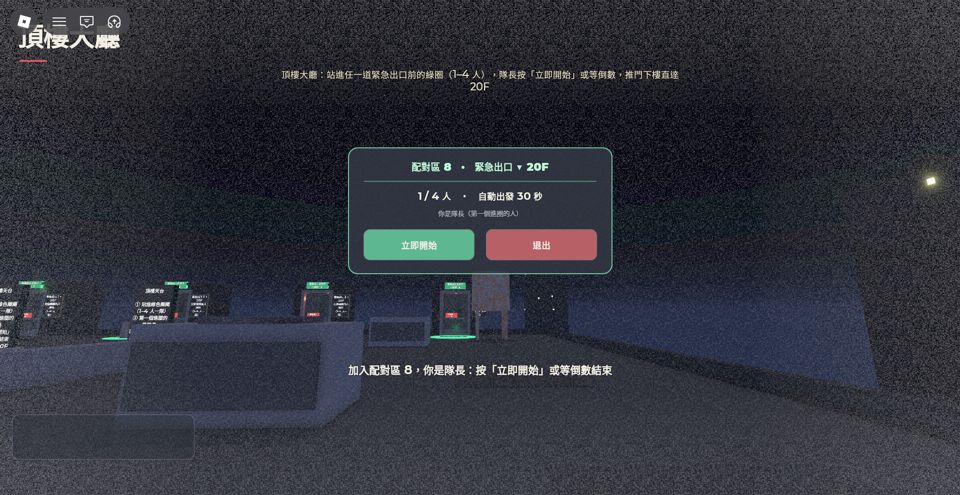 頂樓大廳
頂樓大廳：站進任一道緊急出口前的綠圈（1–4 人），隊長按「立即開始」或等倒數，推門下樓直達
20F
配對區 8 • 緊急出口 ▼ 20F
1 / 4 人 • 自動出發 30 秒
你是隊長（第一個進圈的人）
立即開始
退出
頂樓天台
加入配對區 8，你是隊長：按「立即開始」或等倒數結束